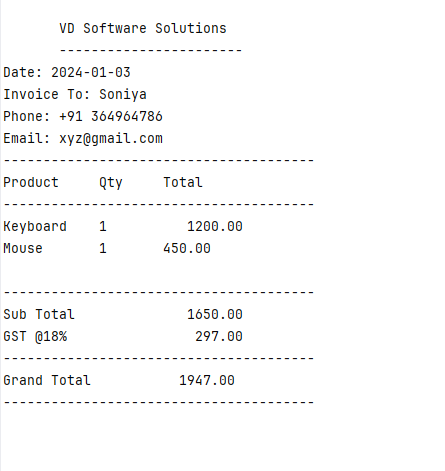 VD Software Solutions
-----------------------
Date: 2024-01-03
Invoice To: Soniya
Phone: +91 364964786
Email: xyz@gmail.com
---------------------------------------
Product     Qty     Total
---------------------------------------
Keyboard    1          1200.00
Mouse       1       450.00
---------------------------------------
Sub Total              1650.00
GST @18%                297.00
---------------------------------------
Grand Total           1947.00
---------------------------------------